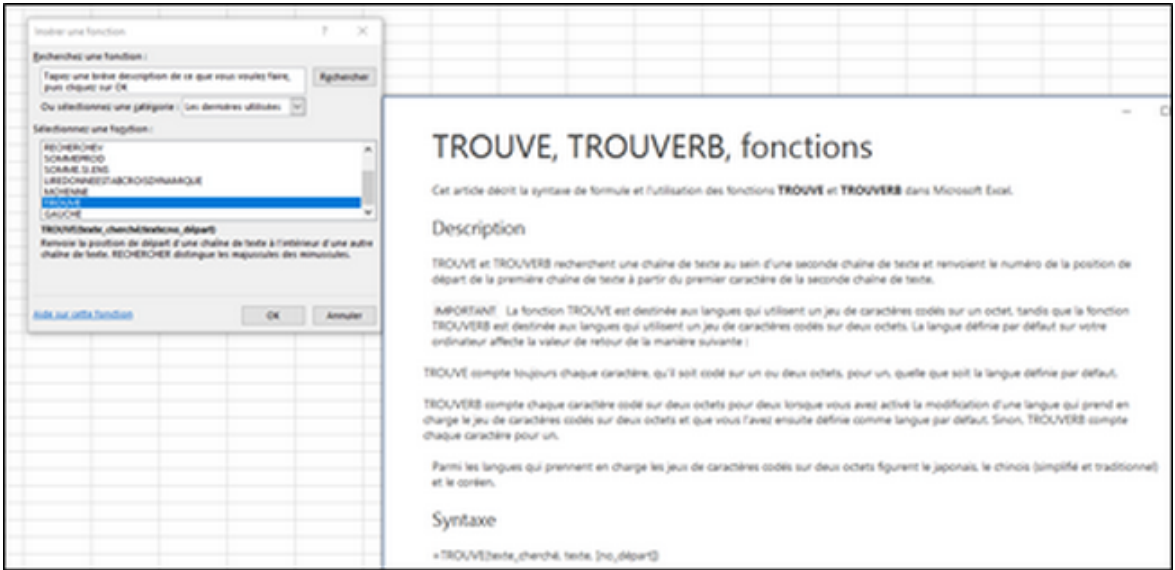 Insérer une fonction ? ×
Recherchez une fonction :
Tapez une brève description de ce que vous voulez faire,
puis cliquez sur OK
Rechercher
Ou sélectionnez une catégorie : Les dernières utilisées
Sélectionnez une fonction :
RECHERCHEV
SOMMEPROD
SOMME.SI.ENS
LIREDONNEESTABCROISDYNAMIQUE
MOYENNE
TROUVE
GAUCHE
TROUVE(texte_cherché;texte;no_départ)
Renvoie la position de départ d'une chaîne de texte à l'intérieur d'une autre
chaîne de texte. RECHERCHER distingue les majuscules des minuscules.
Aide sur cette fonction
OK
Annuler
TROUVE, TROUVERB, fonctions
Cet article décrit la syntaxe de formule et l'utilisation des fonctions TROUVE et TROUVERB dans Microsoft Excel.
Description
TROUVE et TROUVERB recherchent une chaîne de texte au sein d'une seconde chaîne de texte et renvoient le numéro de la position de
départ de la première chaîne de texte à partir du premier caractère de la seconde chaîne de texte.
IMPORTANT La fonction TROUVE est destinée aux langues qui utilisent un jeu de caractères codés sur un octet, tandis que la fonction
TROUVERB est destinée aux langues qui utilisent un jeu de caractères codés sur deux octets. La langue définie par défaut sur votre
ordinateur affecte la valeur de retour de la manière suivante :
TROUVE compte toujours chaque caractère, qu'il soit codé sur un ou deux octets, pour un, quelle que soit la langue définie par défaut.
TROUVERB compte chaque caractère codé sur deux octets pour deux lorsque vous avez activé la modification d'une langue qui prend en
charge le jeu de caractères codés sur deux octets et que vous l'avez ensuite définie comme langue par défaut. Sinon, TROUVERB compte
chaque caractère pour un.
Parmi les langues qui prennent en charge les jeux de caractères codés sur deux octets figurent le japonais, le chinois (simplifié et traditionnel)
et le coréen.
Syntaxe
=TROUVE(texte_cherché, texte, [no_départ])